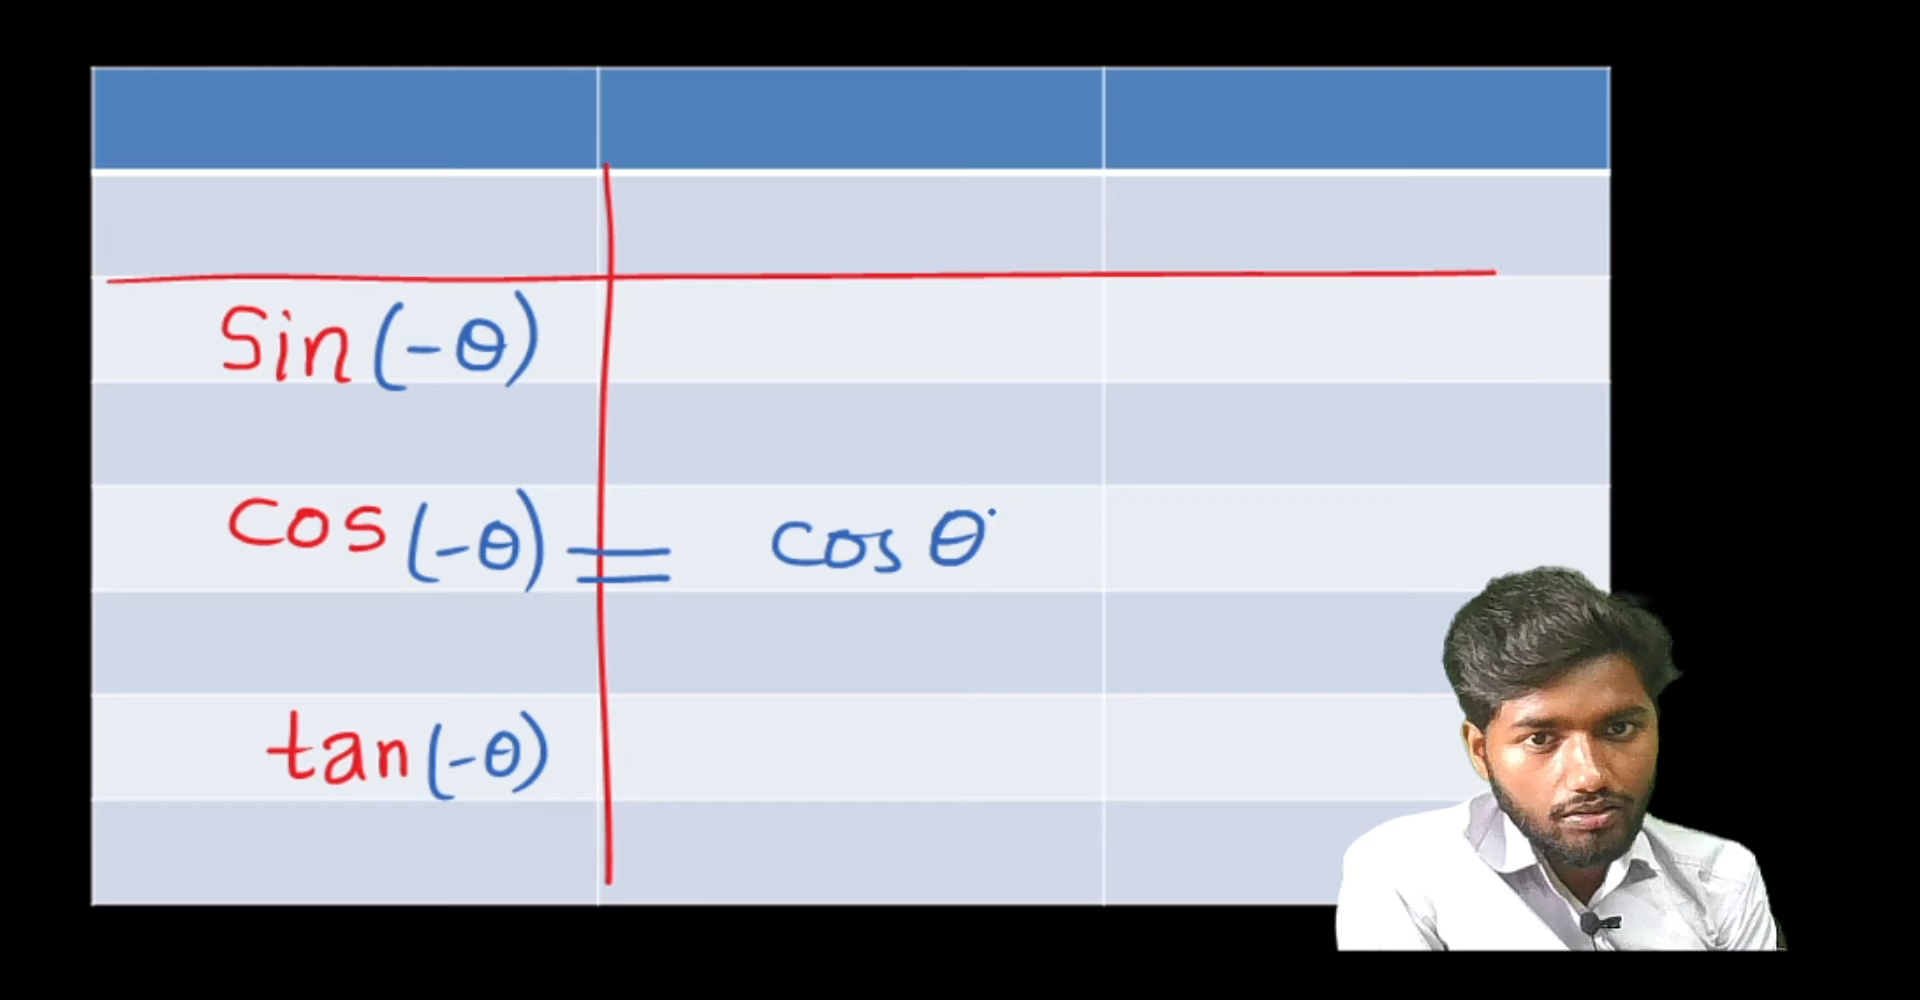 Sin (-θ)
cos (-θ) = cos θ
tan (-θ)